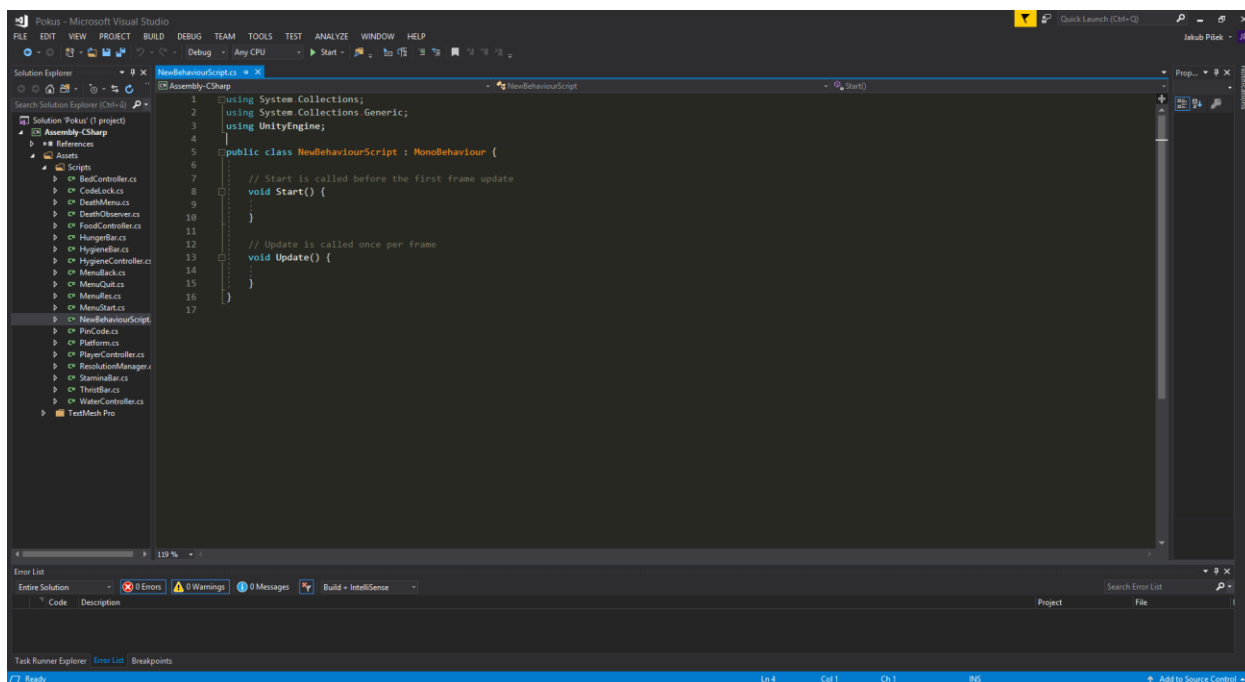 Pokus - Microsoft Visual Studio
Quick Launch (Ctrl+Q)
FILE EDIT VIEW PROJECT BUILD DEBUG TEAM TOOLS TEST ANALYZE WINDOW HELP
Jakub Píšek
Debug Any CPU Start
Solution Explorer
NewBehaviourScript.cs
Prop...
Notifications
Assembly-CSharp
NewBehaviourScript
Start()
Search Solution Explorer (Ctrl+ů)
Solution 'Pokus' (1 project)
Assembly-CSharp
References
Assets
Scripts
BedController.cs
CodeLock.cs
DeathMenu.cs
DeathObserver.cs
FoodController.cs
HungerBar.cs
HygieneBar.cs
HygieneController.cs
MenuBack.cs
MenuQuit.cs
MenuRes.cs
MenuStart.cs
NewBehaviourScript.
PinCode.cs
Platform.cs
PlayerController.cs
ResolutionManager.c
StaminaBar.cs
ThristBar.cs
WaterController.cs
TextMesh Pro
1 using System.Collections;
2 using System.Collections.Generic;
3 using UnityEngine;
4
5 public class NewBehaviourScript : MonoBehaviour {
6
7 // Start is called before the first frame update
8 void Start() {
9
10 }
11
12 // Update is called once per frame
13 void Update() {
14
15 }
16 }
17
119 %
Error List
Entire Solution 0 Errors 0 Warnings 0 Messages Build + IntelliSense
Search Error List
Code Description Project File
Task Runner Explorer Error List Breakpoints
Ready Ln 4 Col 1 Ch 1 INS Add to Source Control